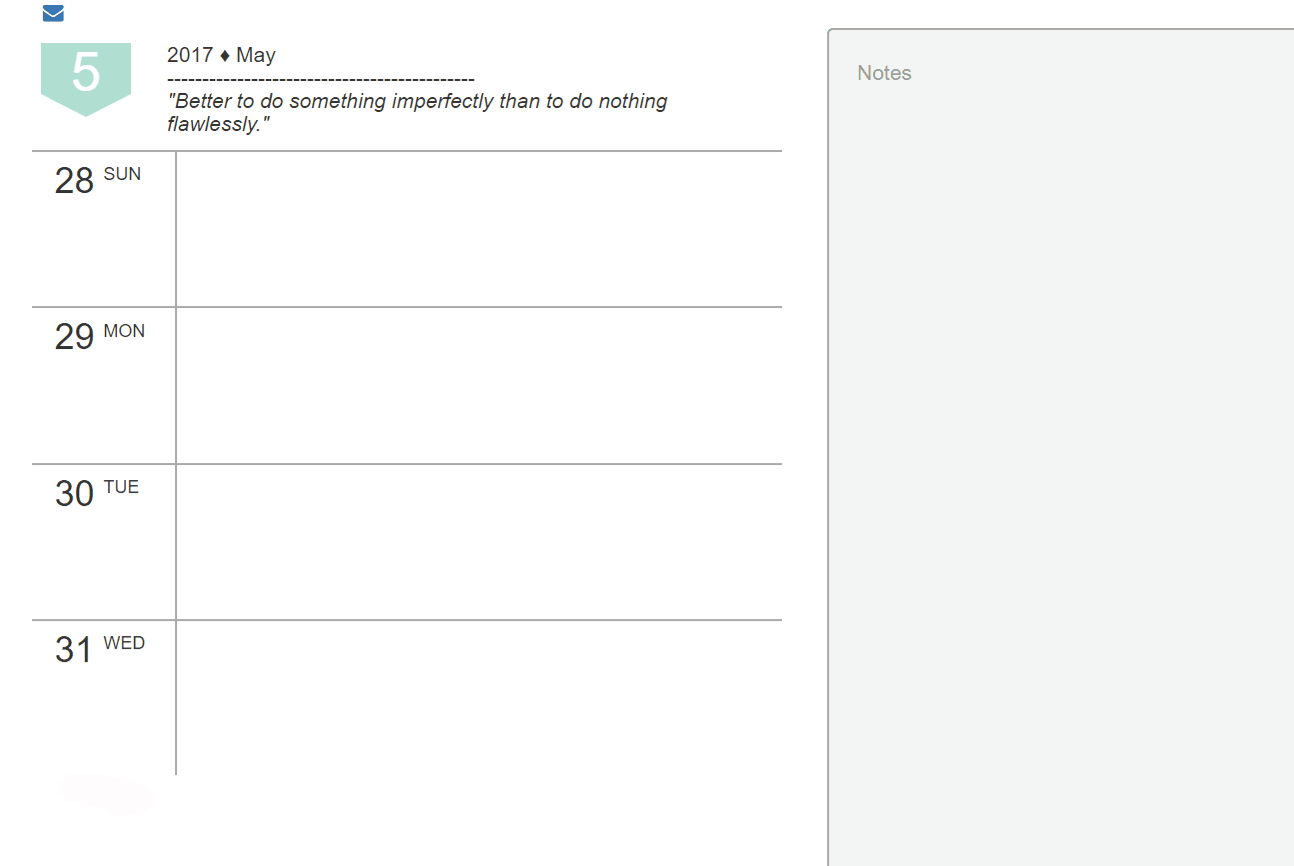 5
2017 ♦ May
--------------------------------------------
"Better to do something imperfectly than to do nothing
flawlessly."
28 SUN
29 MON
30 TUE
31 WED
Notes